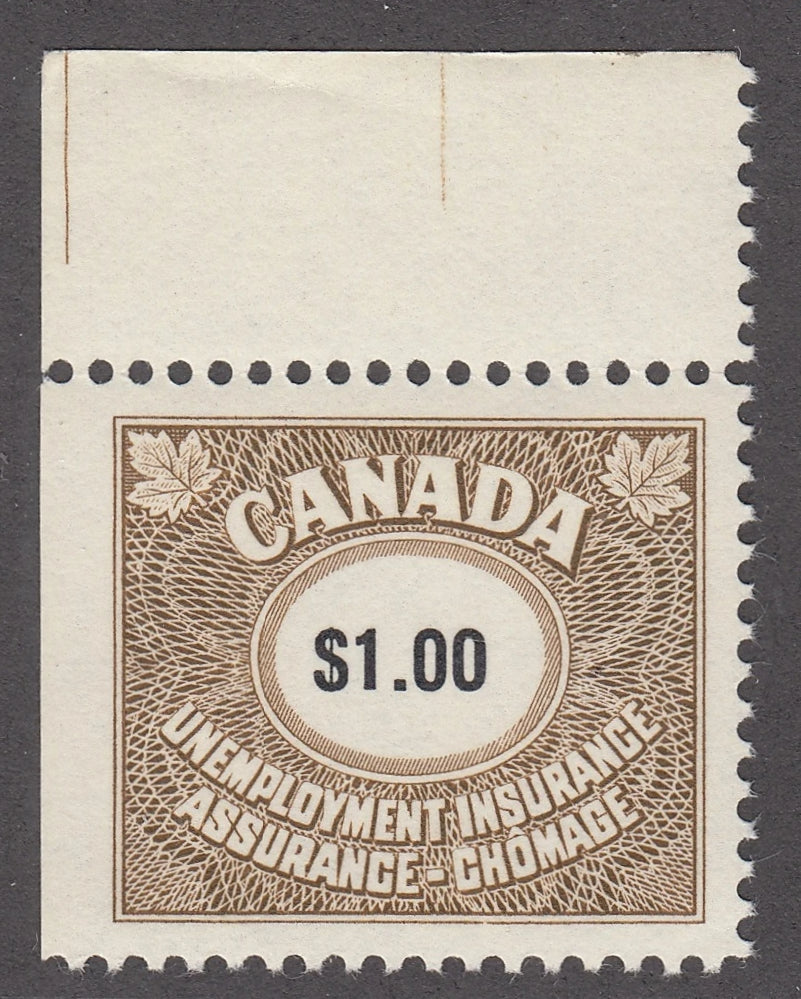 CANADA
$1.00
UNEMPLOYMENT INSURANCE
ASSURANCE - CHÔMAGE